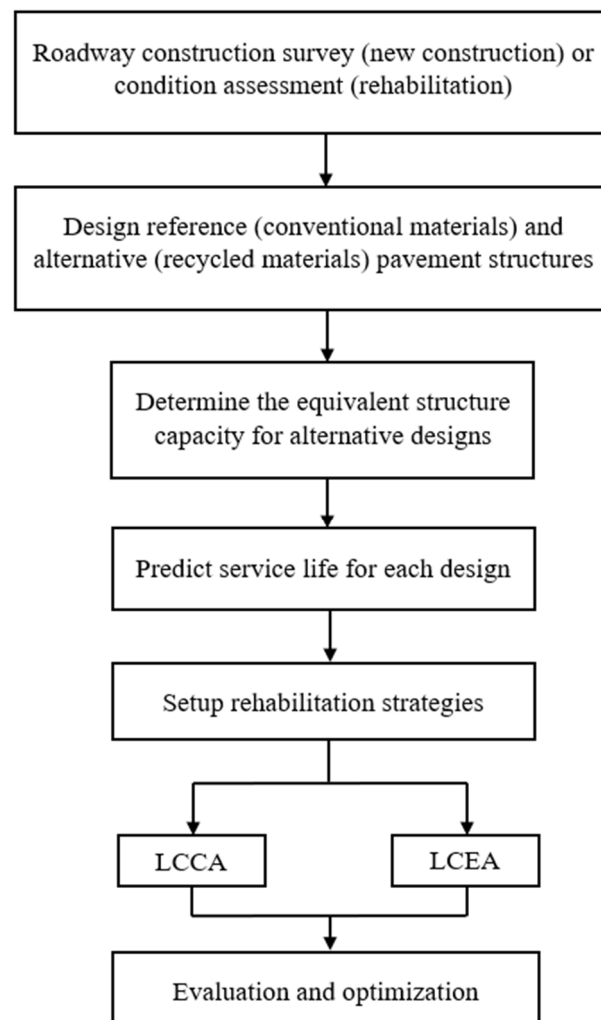 Roadway construction survey (new construction) or
condition assessment (rehabilitation)
Design reference (conventional materials) and
alternative (recycled materials) pavement structures
Determine the equivalent structure
capacity for alternative designs
Predict service life for each design
Setup rehabilitation strategies
LCCA
LCEA
Evaluation and optimization